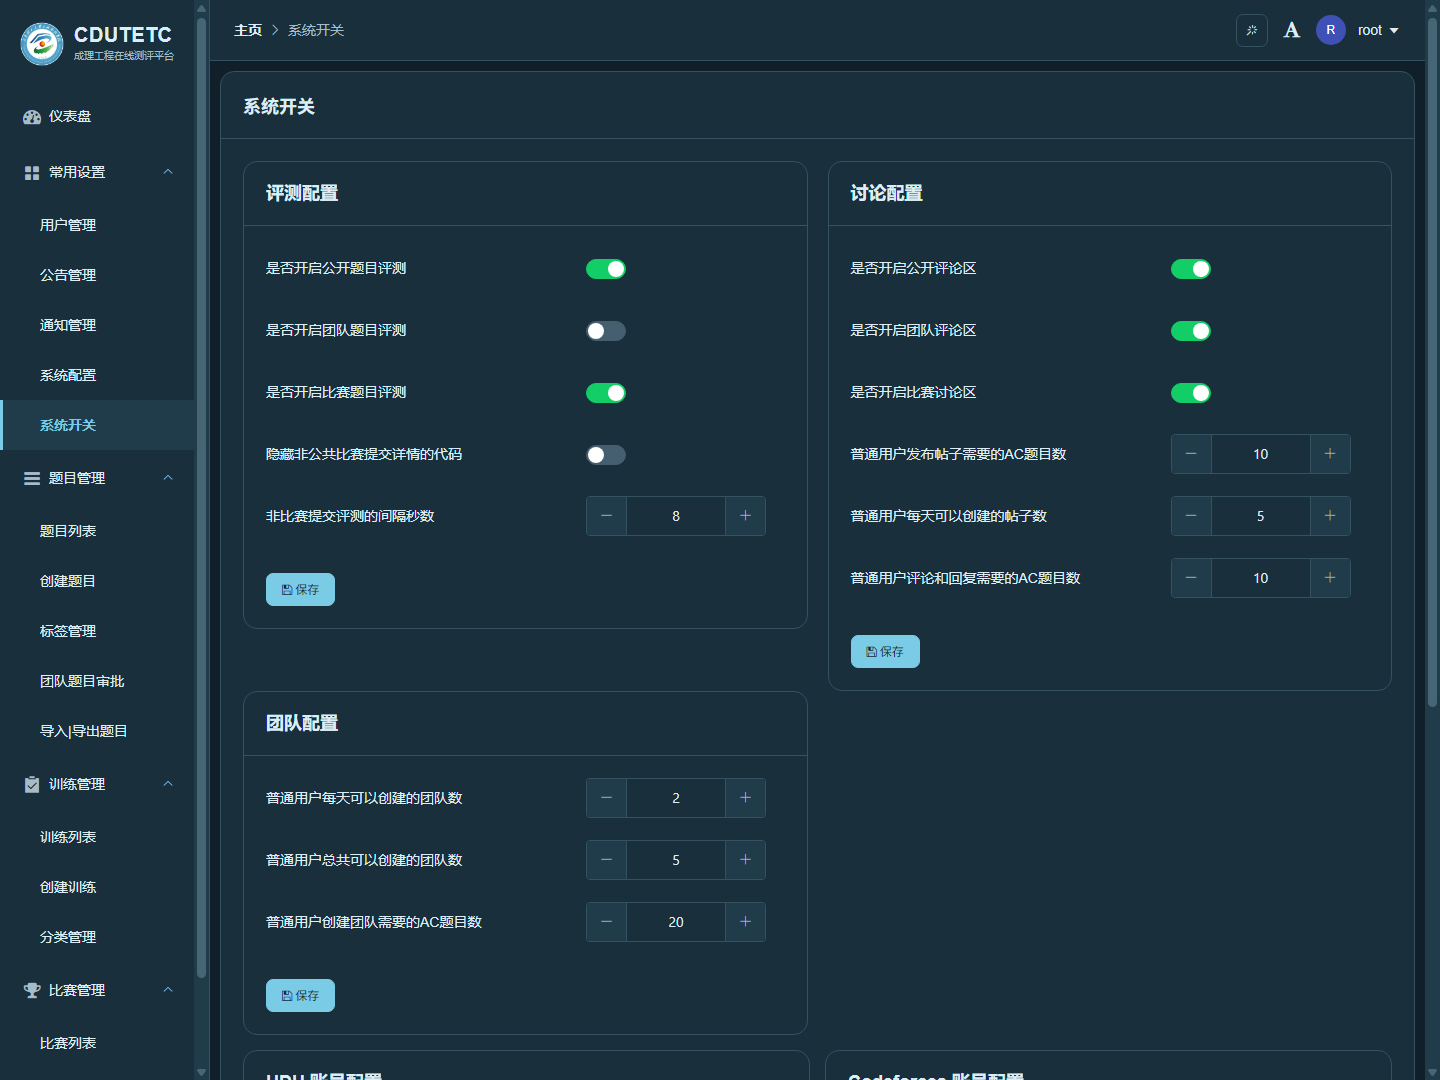 CDUTETC
成理工程在线测评平台
仪表盘
常用设置
用户管理
公告管理
通知管理
系统配置
系统开关
题目管理
题目列表
创建题目
标签管理
团队题目审批
导入|导出题目
训练管理
训练列表
创建训练
分类管理
比赛管理
比赛列表
主页 系统开关
A R root
系统开关
评测配置
是否开启公开题目评测
是否开启团队题目评测
是否开启比赛题目评测
隐藏非公共比赛提交详情的代码
非比赛提交评测的间隔秒数 8
保存
讨论配置
是否开启公开评论区
是否开启团队评论区
是否开启比赛讨论区
普通用户发布帖子需要的AC题目数 10
普通用户每天可以创建的帖子数 5
普通用户评论和回复需要的AC题目数 10
保存
团队配置
普通用户每天可以创建的团队数 2
普通用户总共可以创建的团队数 5
普通用户创建团队需要的AC题目数 20
保存
HDU 账号配置
Codeforces 账号配置